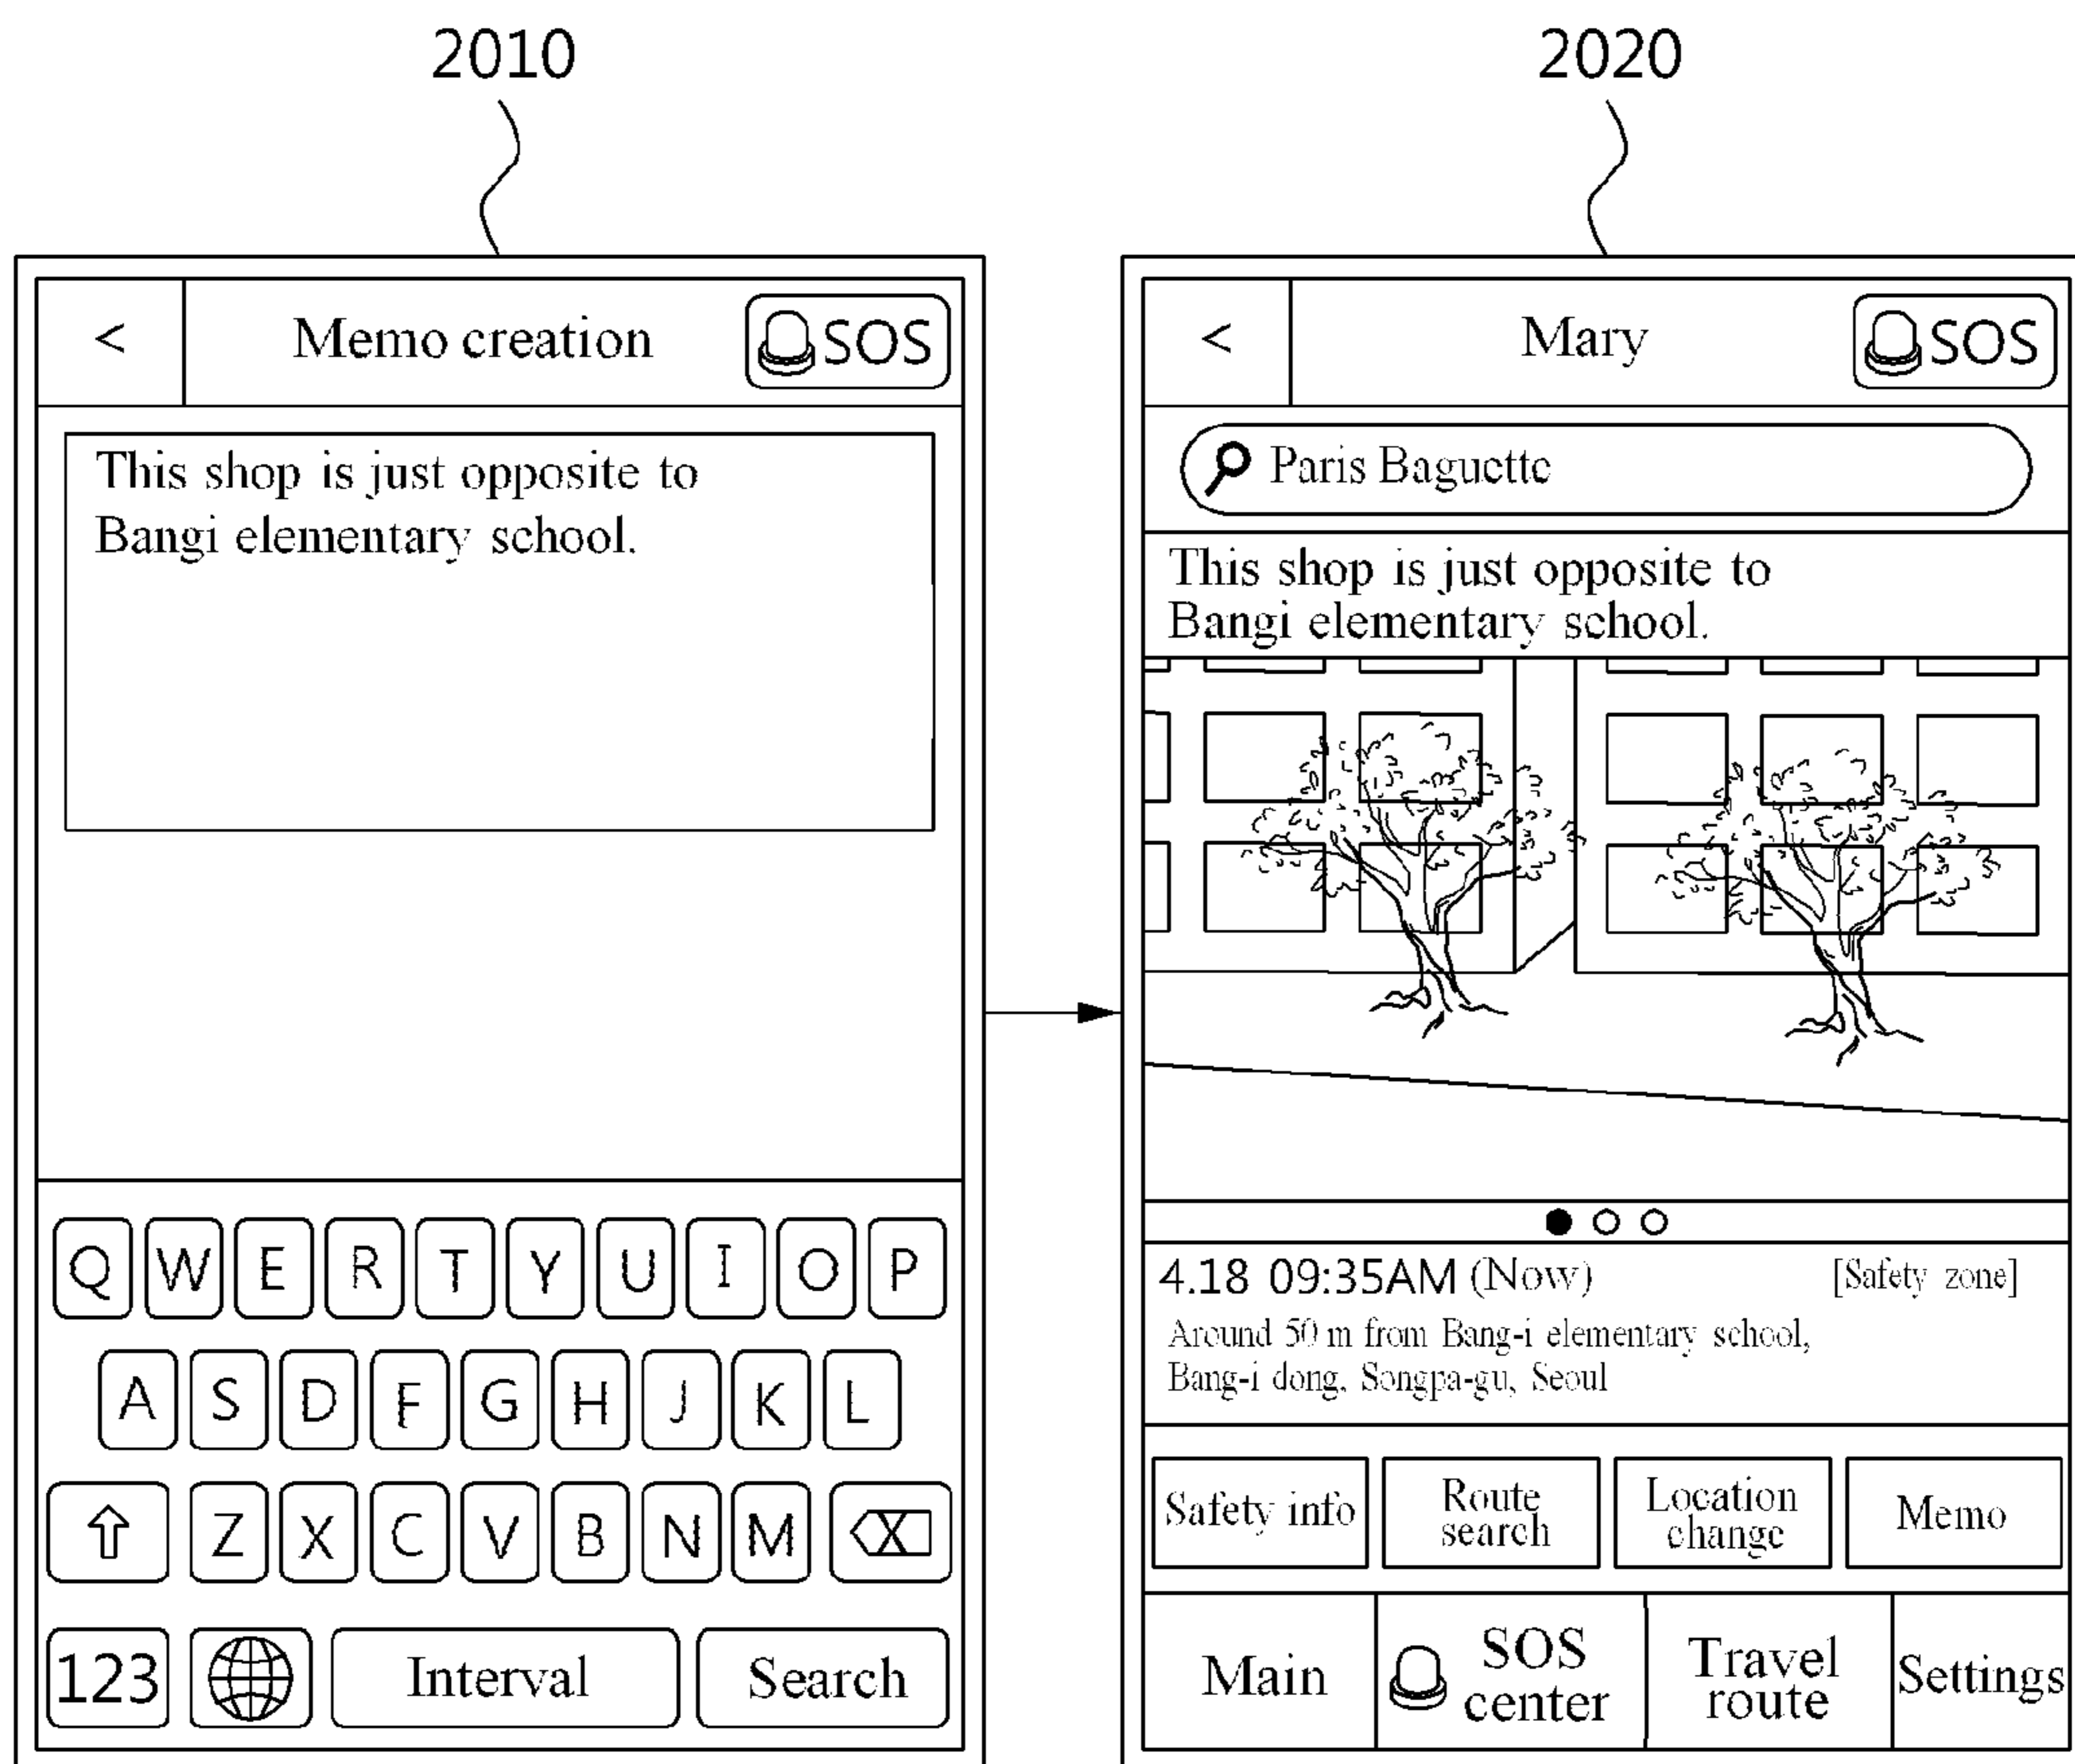 2010
2020
< Memo creation SOS
This shop is just opposite to
Bangi elementary school.
Q W E R T Y U I O P
A S D F G H J K L
Z X C V B N M X
123 Interval Search
< Mary SOS
Paris Baguette
This shop is just opposite to
Bangi elementary school.
4.18 09:35AM (Now) [Safety zone]
Around 50 m from Bang-i elementary school,
Bang-i dong, Songpa-gu, Seoul
Safety info
Route
search
Location
change
Memo
Main
SOS
center
Travel
route
Settings